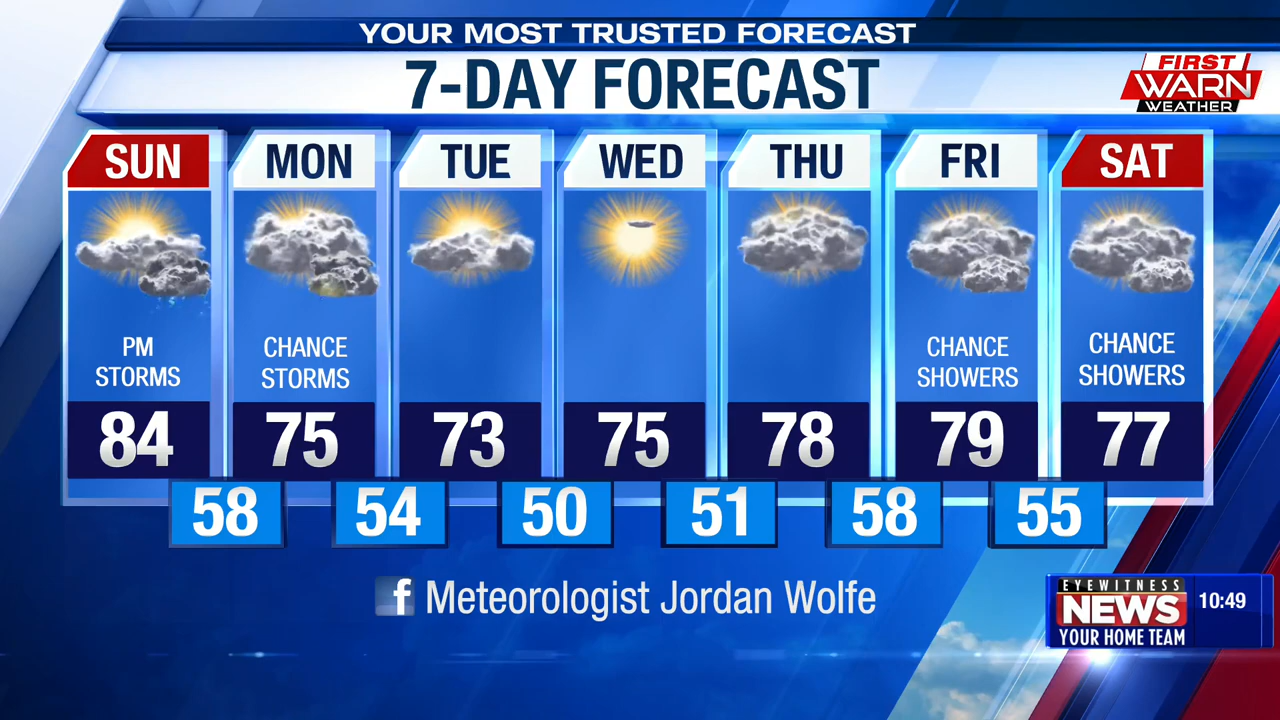 YOUR MOST TRUSTED FORECAST
7-DAY FORECAST
FIRST
WARN
WEATHER
SUN MON TUE WED THU FRI SAT
PM
STORMS
CHANCE
STORMS
CHANCE
SHOWERS
CHANCE
SHOWERS
84 75 73 75 78 79 77
58 54 50 51 58 55
f Meteorologist Jordan Wolfe
EYEWITNESS
NEWS
YOUR HOME TEAM
10:49